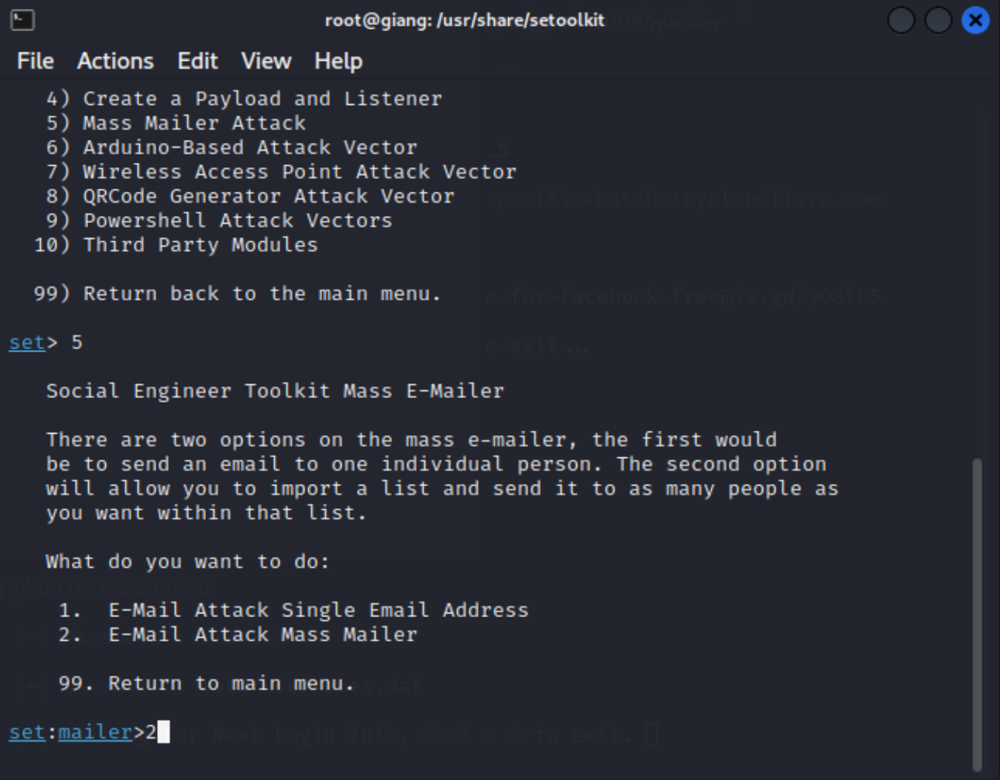 root@giang: /usr/share/setoolkit
File Actions Edit View Help
4) Create a Payload and Listener
5) Mass Mailer Attack
6) Arduino-Based Attack Vector
7) Wireless Access Point Attack Vector
8) QRCode Generator Attack Vector
9) Powershell Attack Vectors
10) Third Party Modules
99) Return back to the main menu.
set> 5
Social Engineer Toolkit Mass E-Mailer
There are two options on the mass e-mailer, the first would
be to send an email to one individual person. The second option
will allow you to import a list and send it to as many people as
you want within that list.
What do you want to do:
plain text document
1. E-Mail Attack Single Email Address
2. E-Mail Attack Mass Mailer
99. Return to main menu.
set:mailer>2